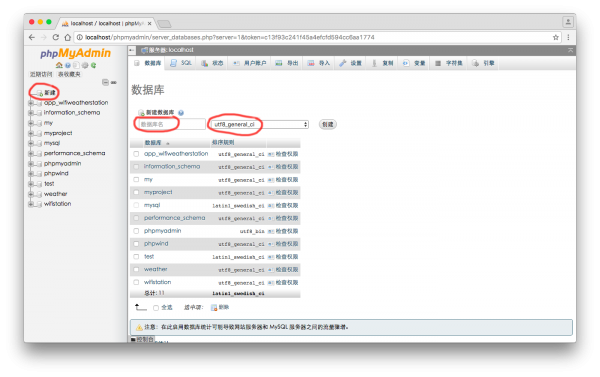 localhost / localhost | phpMy
localhost/phpmyadmin/server_databases.php?server=1&token=c13f93c241f45a4efcfd594cc6aa1774
phpMyAdmin
服务器: localhost
近期访问 表收藏夹
数据库 SQL 状态 用户账户 导出 导入 设置 复制 变量 字符集 引擎
新建
app_wifiweatherstation
information_schema
my
myproject
mysql
performance_schema
phpmyadmin
phpwind
test
weather
wifistation
数据库
新建数据库
数据库名 utf8_general_ci 创建
数据库 排序规则
app_wifiweatherstation utf8_general_ci 检查权限
information_schema utf8_general_ci 检查权限
my utf8_general_ci 检查权限
myproject utf8_general_ci 检查权限
mysql latin1_swedish_ci 检查权限
performance_schema utf8_general_ci 检查权限
phpmyadmin utf8_bin 检查权限
phpwind utf8_general_ci 检查权限
test latin1_swedish_ci 检查权限
weather utf8_general_ci 检查权限
wifistation utf8_general_ci 检查权限
总计: 11 latin1_swedish_ci
全选 选中项: 删除
注意: 在此启用数据库统计可能导致网站服务器和 MySQL 服务器之间的流量骤增。
控制台